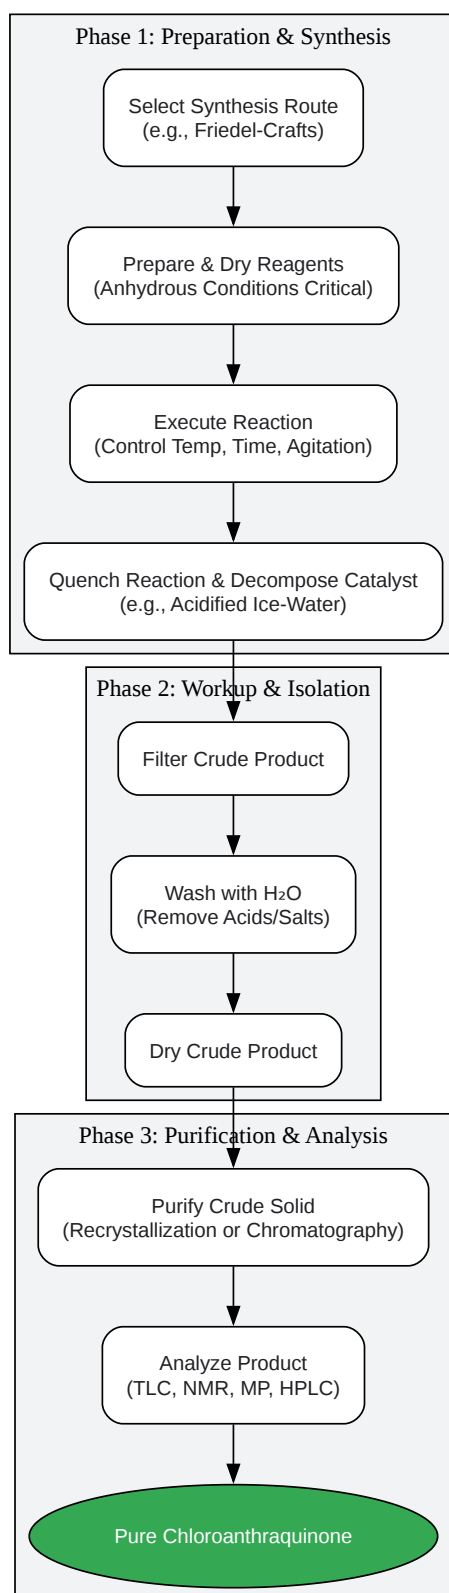 Phase 1: Preparation & Synthesis
Select Synthesis Route
(e.g., Friedel-Crafts)
Prepare & Dry Reagents
(Anhydrous Conditions Critical)
Execute Reaction
(Control Temp, Time, Agitation)
Quench Reaction & Decompose Catalyst
(e.g., Acidified Ice-Water)
Phase 2: Workup & Isolation
Filter Crude Product
Wash with H₂O
(Remove Acids/Salts)
Dry Crude Product
Phase 3: Purification & Analysis
Purify Crude Solid
(Recrystallization or Chromatography)
Analyze Product
(TLC, NMR, MP, HPLC)
Pure Chloroanthraquinone